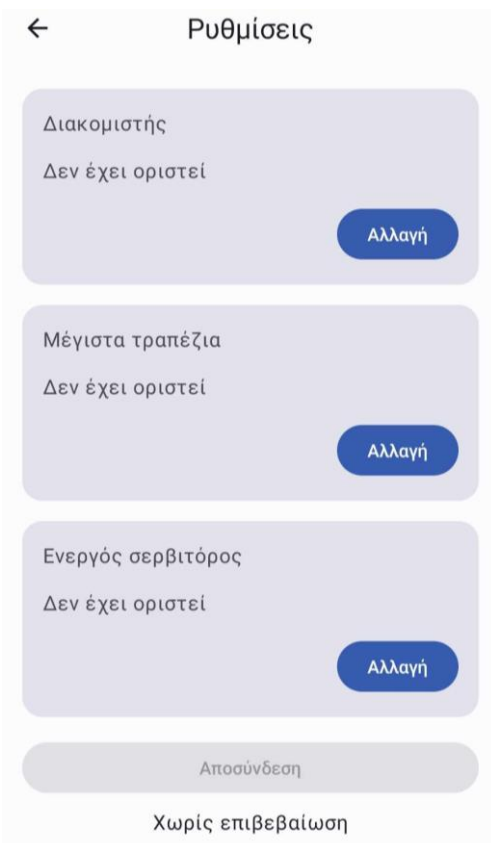 Ρυθμίσεις
Διακομιστής
Δεν έχει οριστεί
Αλλαγή
Μέγιστα τραπέζια
Δεν έχει οριστεί
Αλλαγή
Ενεργός σερβιτόρος
Δεν έχει οριστεί
Αλλαγή
Αποσύνδεση
Χωρίς επιβεβαίωση